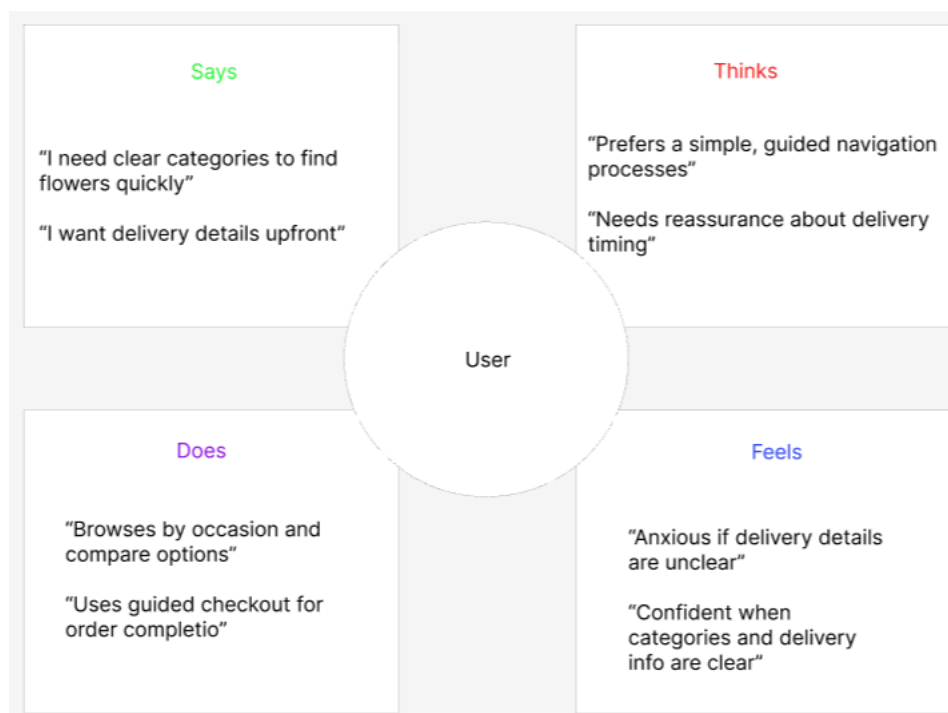 Says
“I need clear categories to find
flowers quickly”
“I want delivery details upfront”
Thinks
“Prefers a simple, guided navigation
processes”
“Needs reassurance about delivery
timing”
User
Does
“Browses by occasion and
compare options”
“Uses guided checkout for
order completio”
Feels
“Anxious if delivery details
are unclear”
“Confident when
categories and delivery
info are clear”